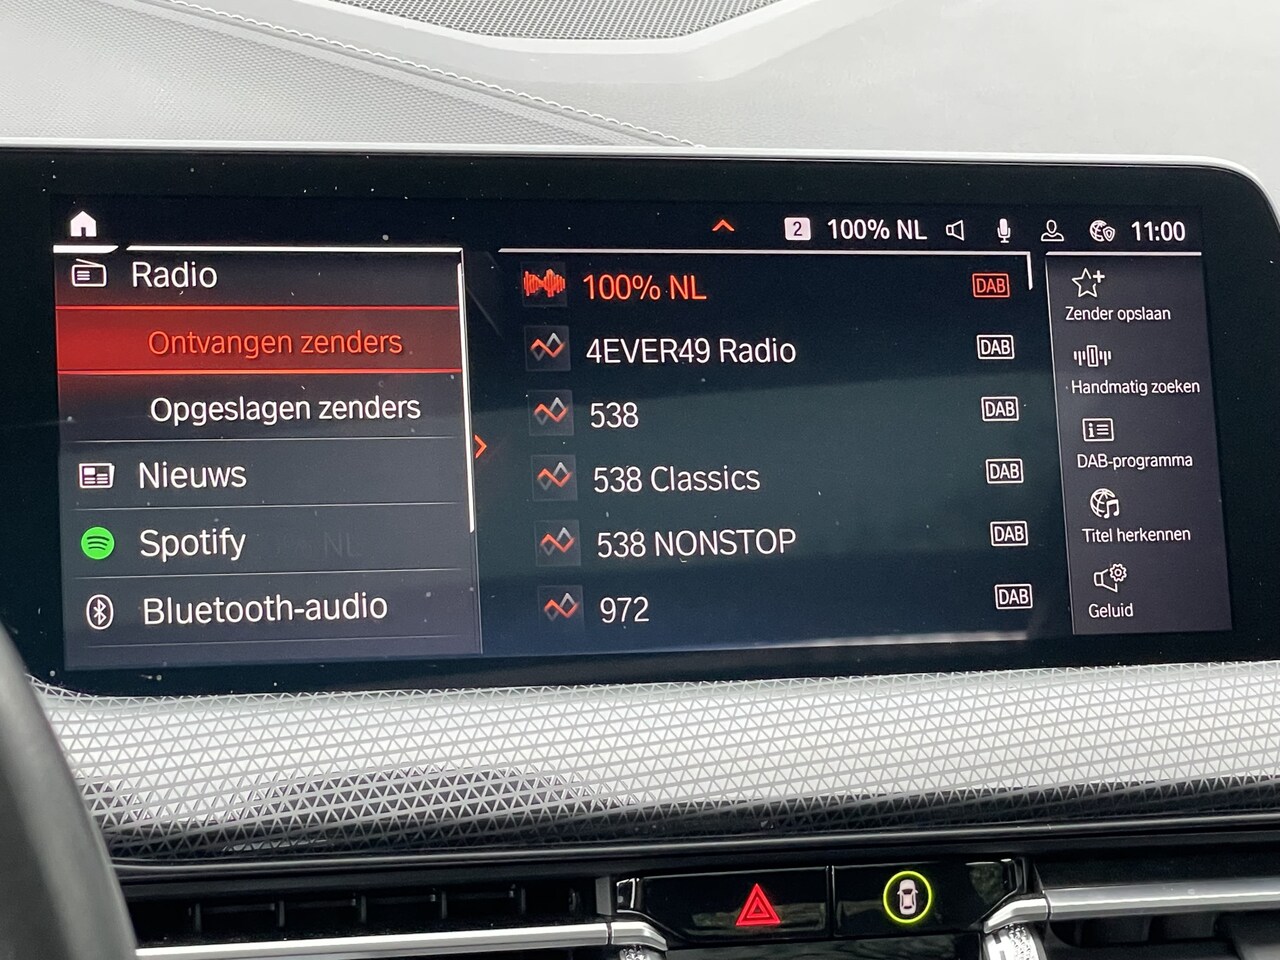 2 100% NL 11:00
Radio
Ontvangen zenders
Opgeslagen zenders
Nieuws
Spotify
Bluetooth-audio
100% NL DAB
4EVER49 Radio DAB
538 DAB
538 Classics DAB
538 NONSTOP DAB
972 DAB
Zender opslaan
Handmatig zoeken
DAB-programma
Titel herkennen
Geluid